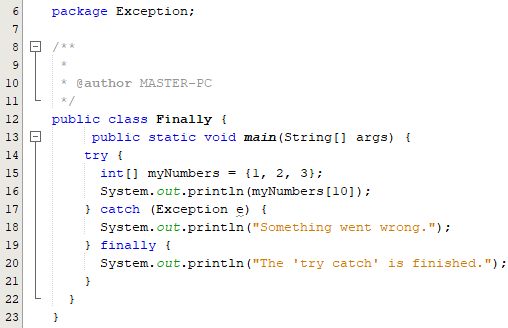 6 package Exception;
7
8 /**
9 *
10 * @author MASTER-PC
11 */
12 public class Finally {
13 public static void main(String[] args) {
14 try {
15 int[] myNumbers = {1, 2, 3};
16 System.out.println(myNumbers[10]);
17 } catch (Exception e) {
18 System.out.println("Something went wrong.");
19 } finally {
20 System.out.println("The 'try catch' is finished.");
21 }
22 }
23 }